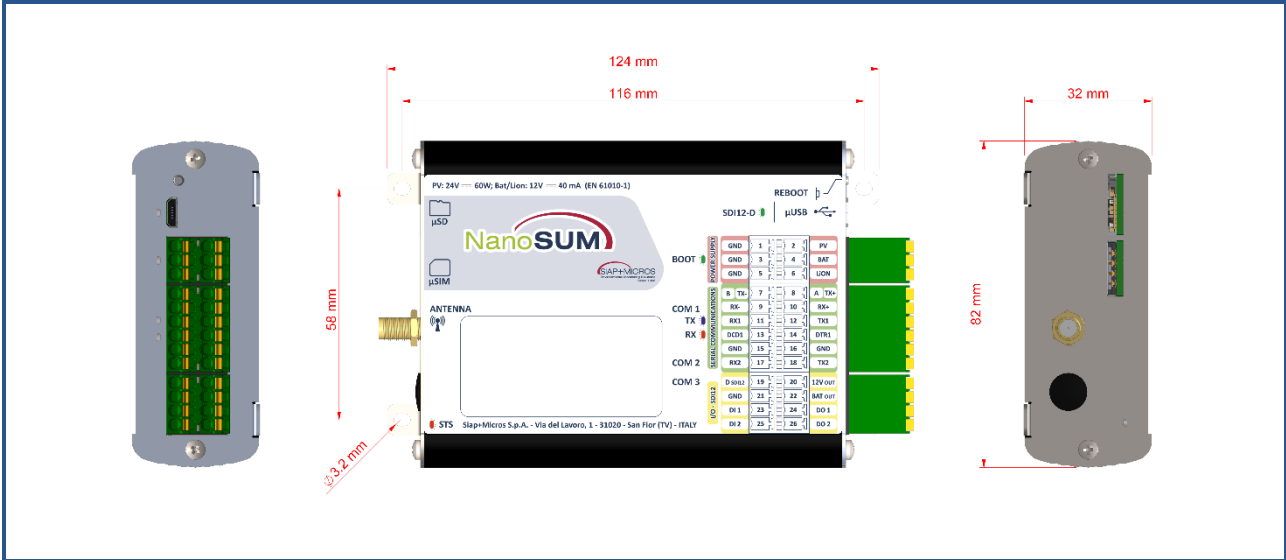 124 mm
116 mm
32 mm
58 mm
82 mm
Ø3.2 mm
PV: 24V ⎓ 60W; Bat/Lion: 12V ⎓ 40 mA (EN 61010-1)
REBOOT
SDI12-D
µUSB
µSD
NanoSUM
SIAP+MICROS
µSIM
BOOT
ANTENNA
COM 1
TX
RX
COM 2
COM 3
POWER SUPPLY
GND 1 2 PV
GND 3 4 BAT
GND 5 6 LION
SERIAL COMMUNICATIONS
B TX- 7 8 A TX+
RX- 9 10 RX+
RX1 11 12 TX1
DCD1 13 14 DTR1
GND 15 16 GND
RX2 17 18 TX2
I/O - SDI12
D SDI12 19 20 12V OUT
GND 21 22 BAT OUT
DI 1 23 24 DO 1
DI 2 25 26 DO 2
STS Siap+Micros S.p.A. - Via del Lavoro, 1 - 31020 - San Fior (TV) - ITALY